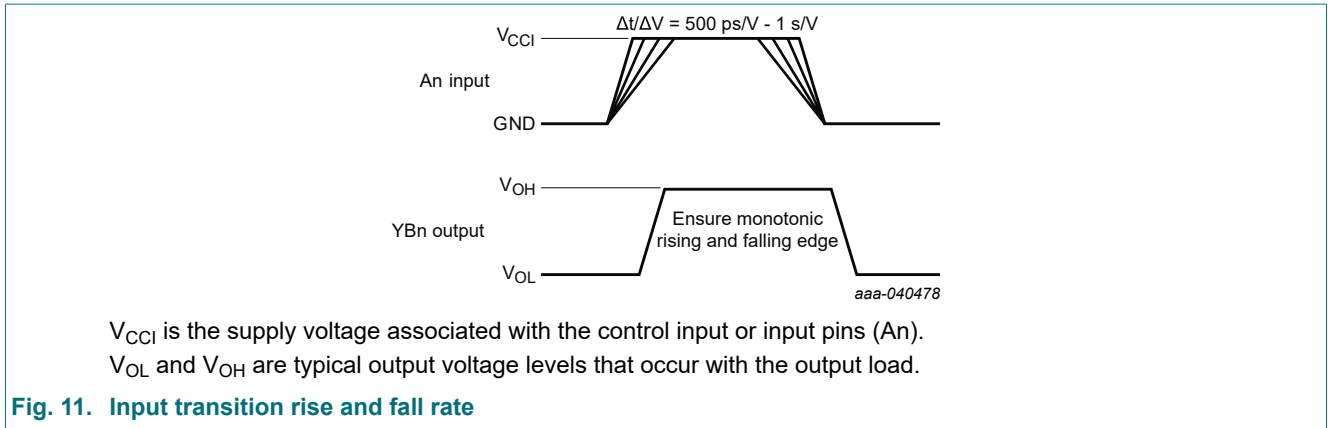 Δt/ΔV = 500 ps/V - 1 s/V
VCCI
An input
GND
VOH
YBn output
Ensure monotonic
rising and falling edge
VOL
aaa-040478
VCCI is the supply voltage associated with the control input or input pins (An).
VOL and VOH are typical output voltage levels that occur with the output load.
Fig. 11. Input transition rise and fall rate